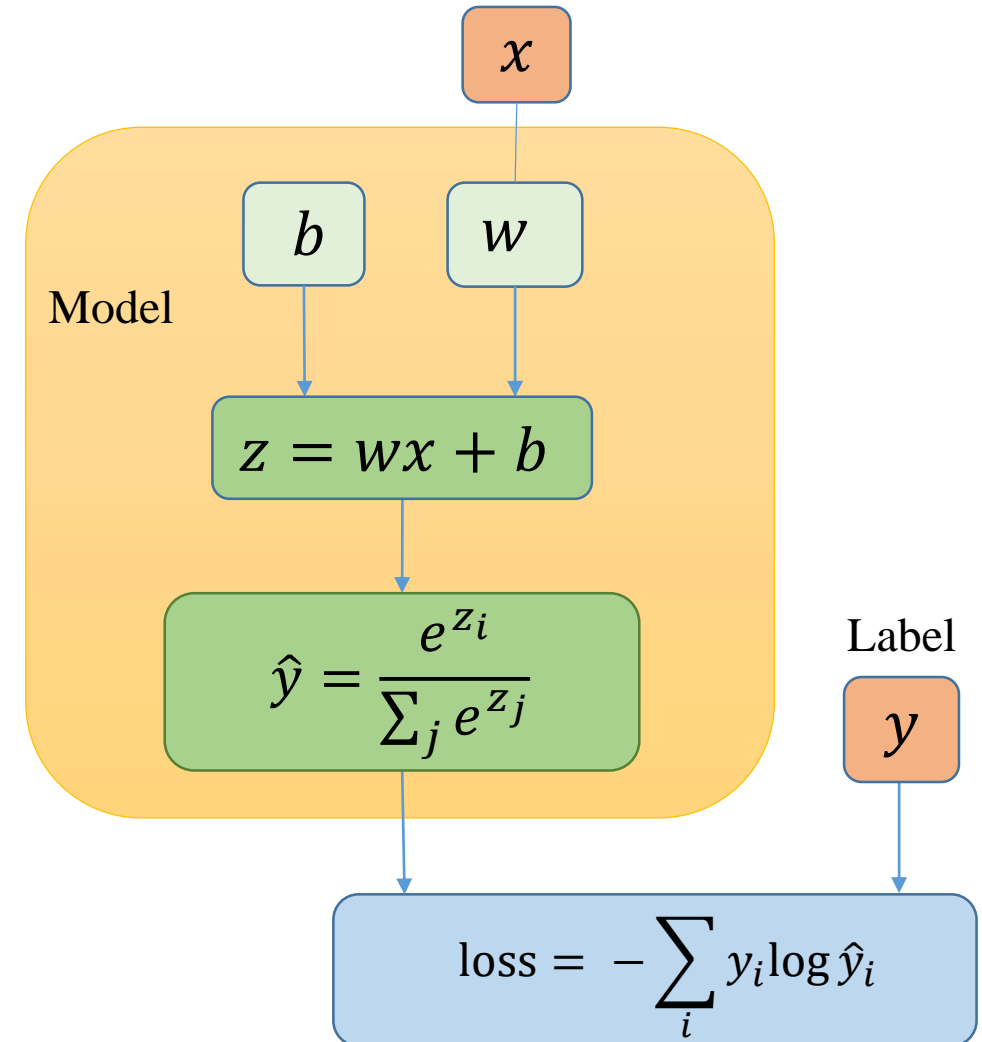 x
b
w
Model
z = wx + b
ŷ = e^{z_i} / ∑_j e^{z_j}
Label
y
loss = − ∑_i y_i log ŷ_i